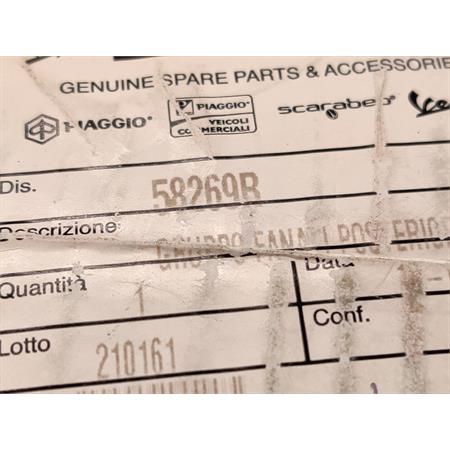 GENUINE SPARE PARTS & ACCESSORIE
PIAGGIO PIAGGIO VEICOLI COMMERCIALI scarabeo
Dis. 58269R
Descrizione GRUPPO FANALI POSTERIO
Quantità 1 Data
Lotto 210161 Conf.